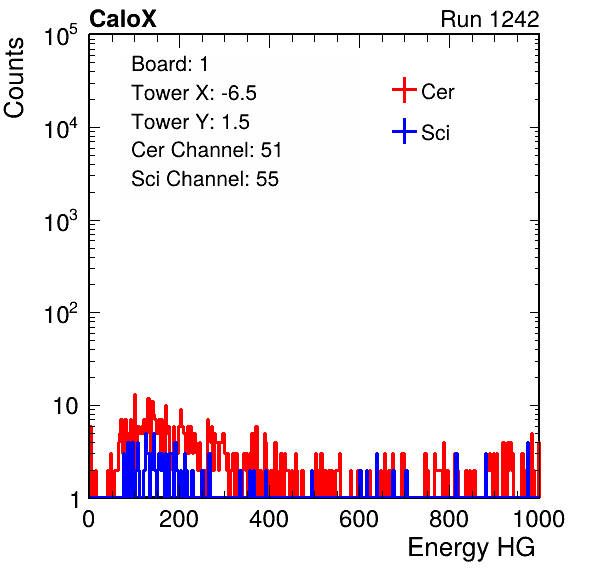 CaloX Run 1242
Counts
Board: 1
Tower X: -6.5
Tower Y: 1.5
Cer Channel: 51
Sci Channel: 55
Cer
Sci
10^5
10^4
10^3
10^2
10
1
0 200 400 600 800 1000
Energy HG